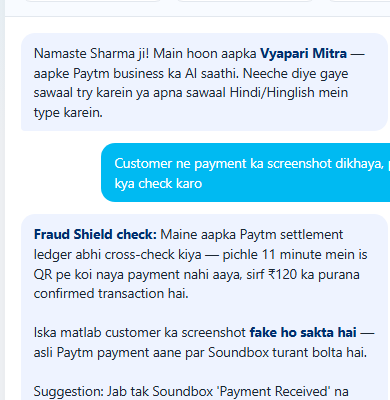 Namaste Sharma ji! Main hoon aapka Vyapari Mitra —
aapke Paytm business ka AI saathi. Neeche diye gaye
sawaal try karein ya apna sawaal Hindi/Hinglish mein
type karein.
Customer ne payment ka screenshot dikhaya,
kya check karo
Fraud Shield check: Maine aapka Paytm settlement
ledger abhi cross-check kiya — pichle 11 minute mein is
QR pe koi naya payment nahi aaya, sirf ₹120 ka purana
confirmed transaction hai.
Iska matlab customer ka screenshot fake ho sakta hai —
asli Paytm payment aane par Soundbox turant bolta hai.
Suggestion: Jab tak Soundbox 'Payment Received' na